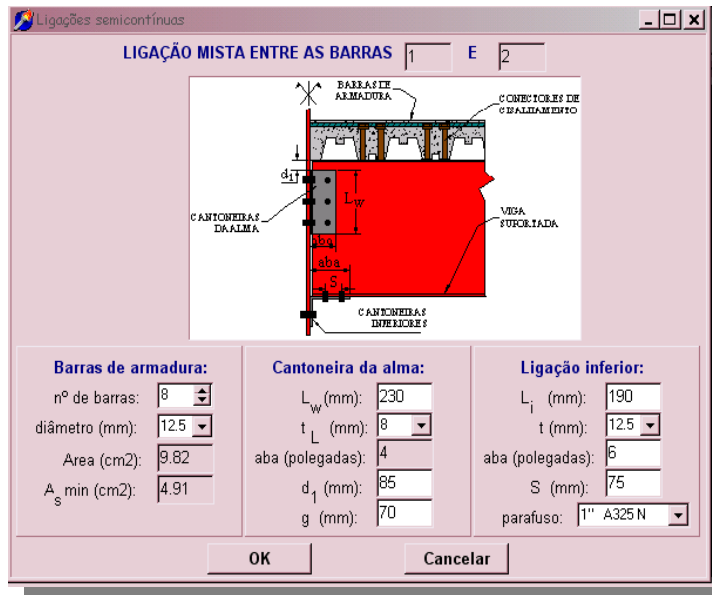 Ligações semicontínuas
LIGAÇÃO MISTA ENTRE AS BARRAS 1 E 2
BARRAS DE
ARMADURA
CONECTORES DE
CISALHAMENTO
d1
Lw
CANTONEIRAS
DA ALMA
VIGA
SUPORTADA
aba
aba
S
CANTONEIRAS
INFERIORES
Barras de armadura:
nº de barras: 8
diâmetro (mm): 12.5
Area (cm2): 9.82
As min (cm2): 4.91
Cantoneira da alma:
Lw(mm): 230
tL (mm): 8
aba (polegadas): 4
d1 (mm): 85
g (mm): 70
Ligação inferior:
Li (mm): 190
t (mm): 12.5
aba (polegadas): 6
S (mm): 75
parafuso: 1" A325 N
OK
Cancelar